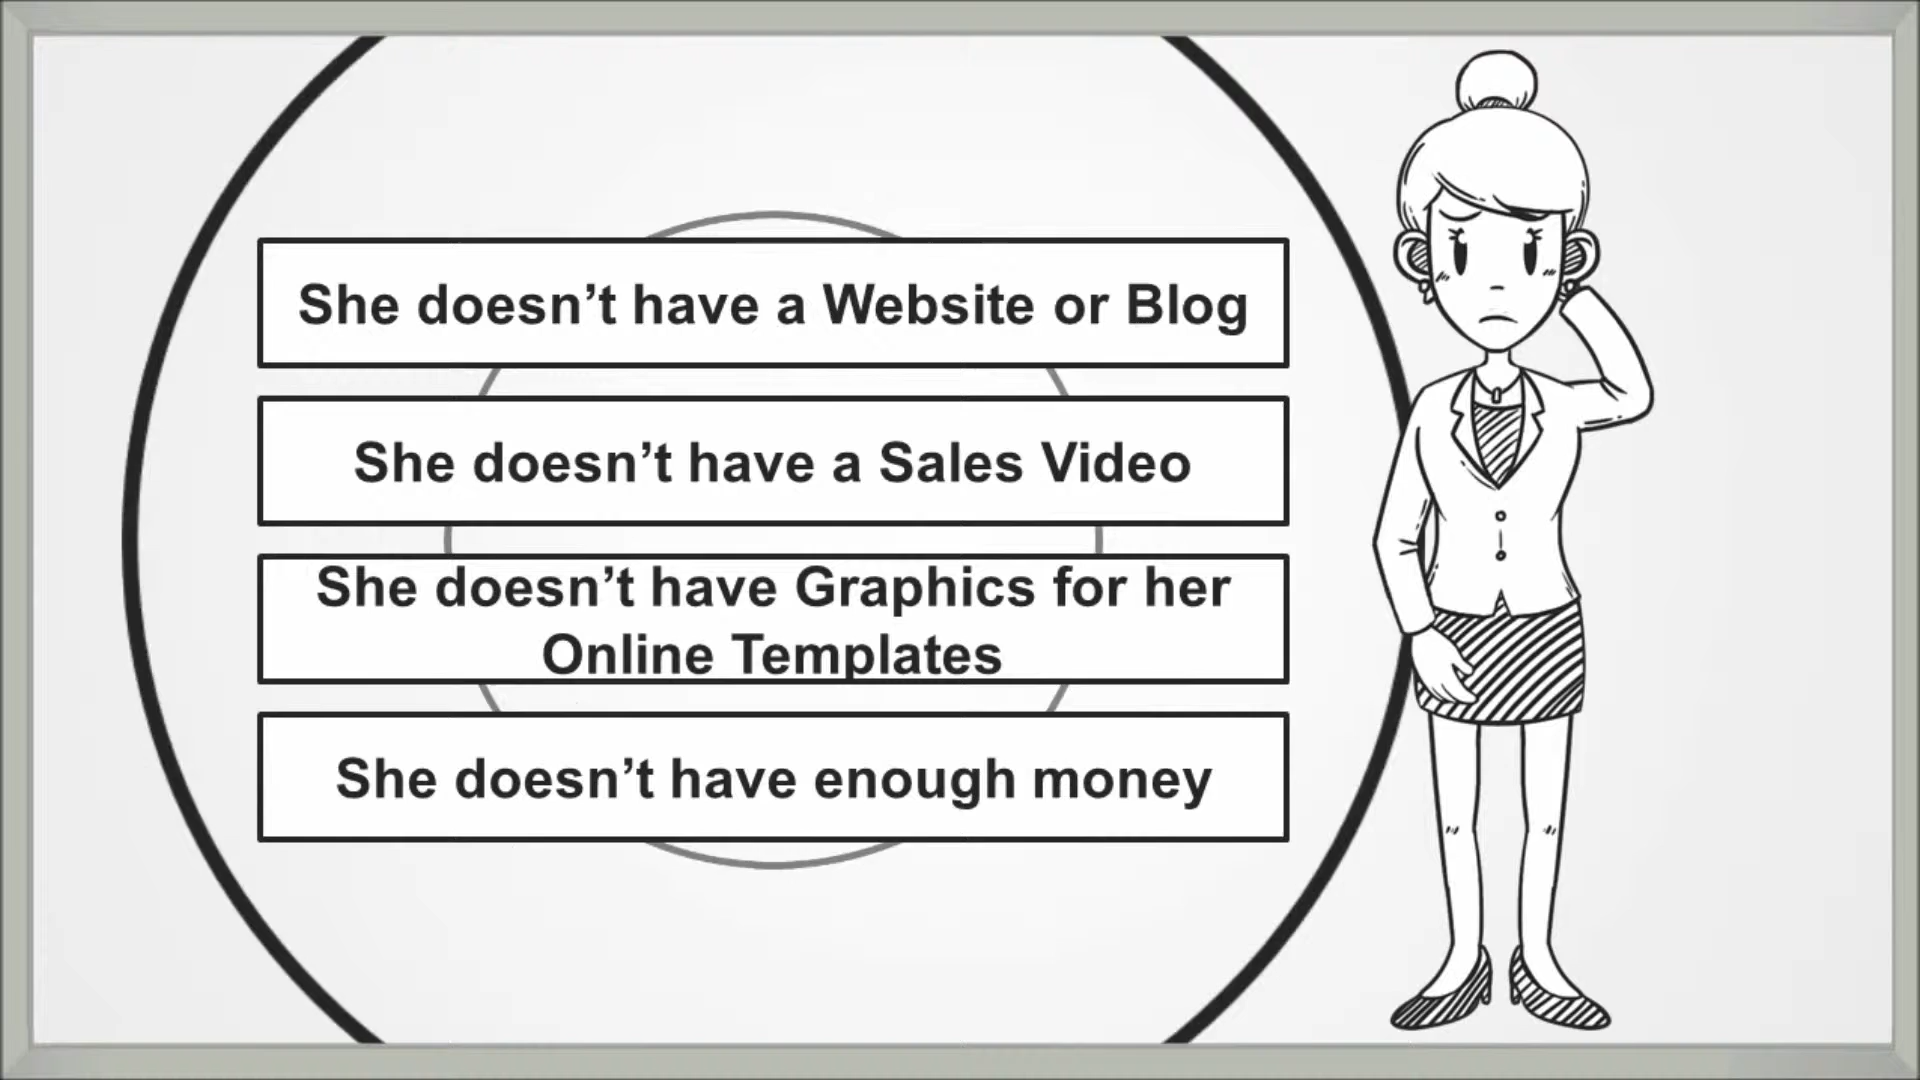 She doesn’t have a Website or Blog
She doesn’t have a Sales Video
She doesn’t have Graphics for her
Online Templates
She doesn’t have enough money